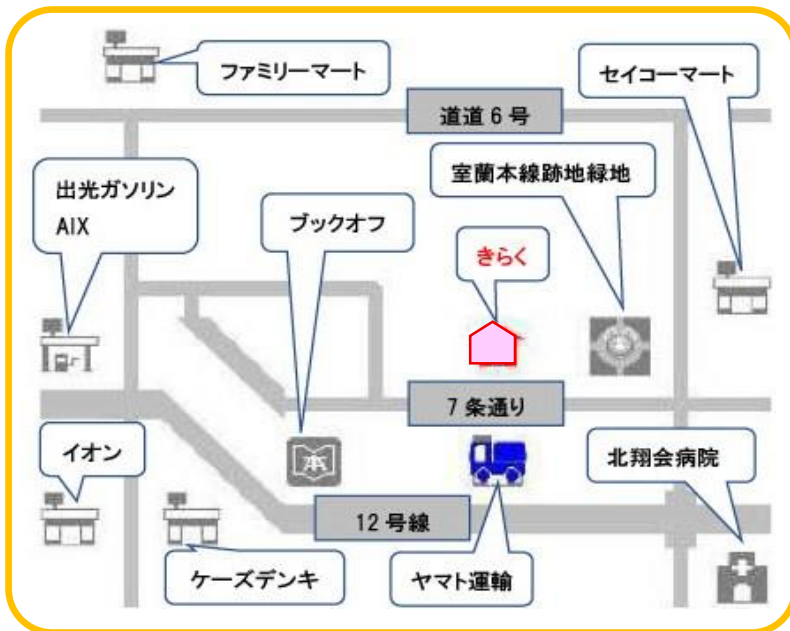 ファミリーマート
セイコーマート
道道6号
出光ガソリン
AIX
ブックオフ
室蘭本線跡地緑地
きらく
7条通り
イオン
本
北翔会病院
12号線
ケーズデンキ
ヤマト運輸